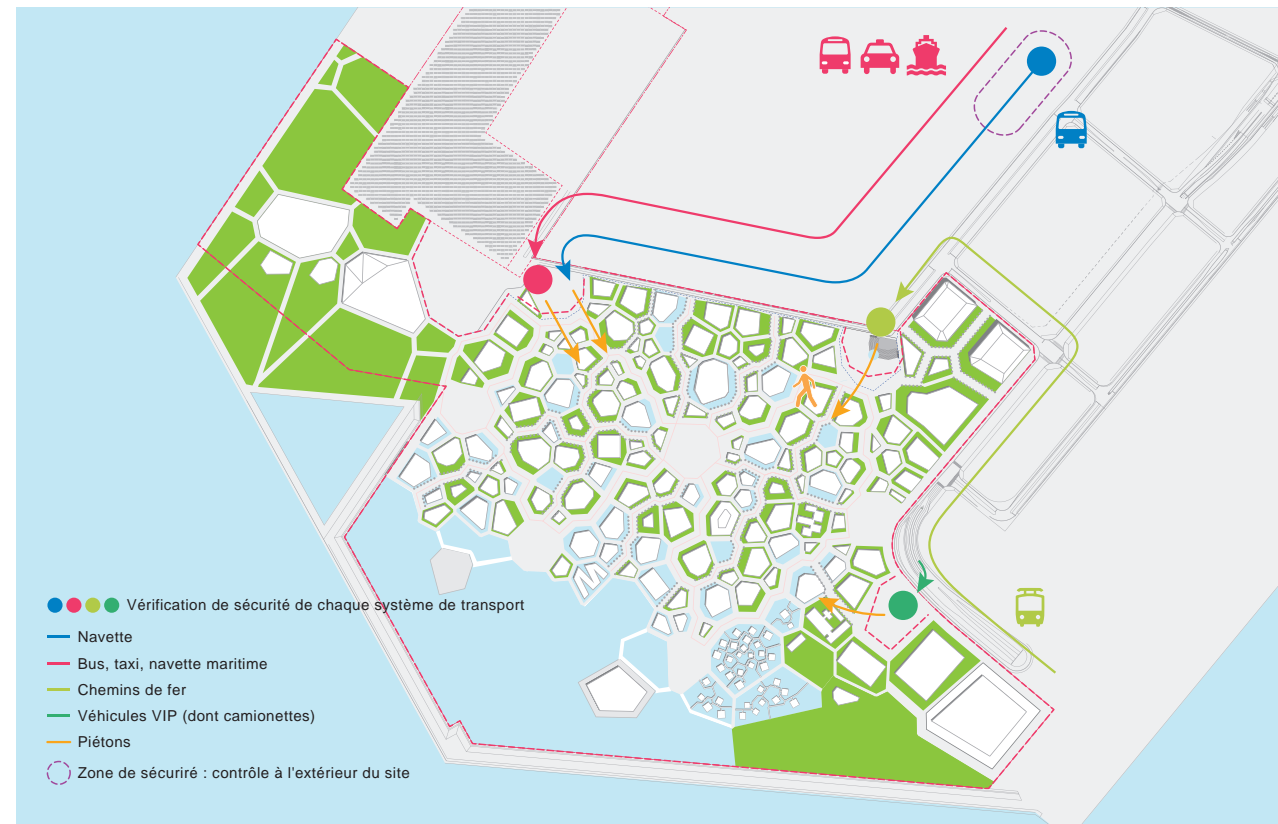 Vérification de sécurité de chaque système de transport
Navette
Bus, taxi, navette maritime
Chemins de fer
Véhicules VIP (dont camionettes)
Piétons
Zone de sécuriré : contrôle à l'extérieur du site